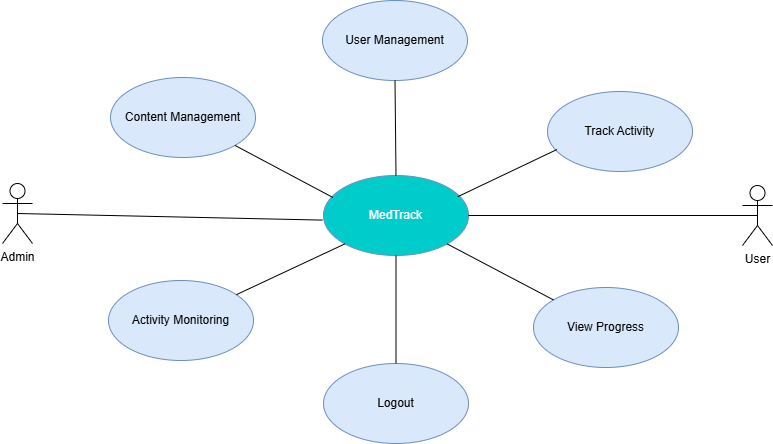 User Management
Content Management
Track Activity
MedTrack
Admin
User
Activity Monitoring
View Progress
Logout